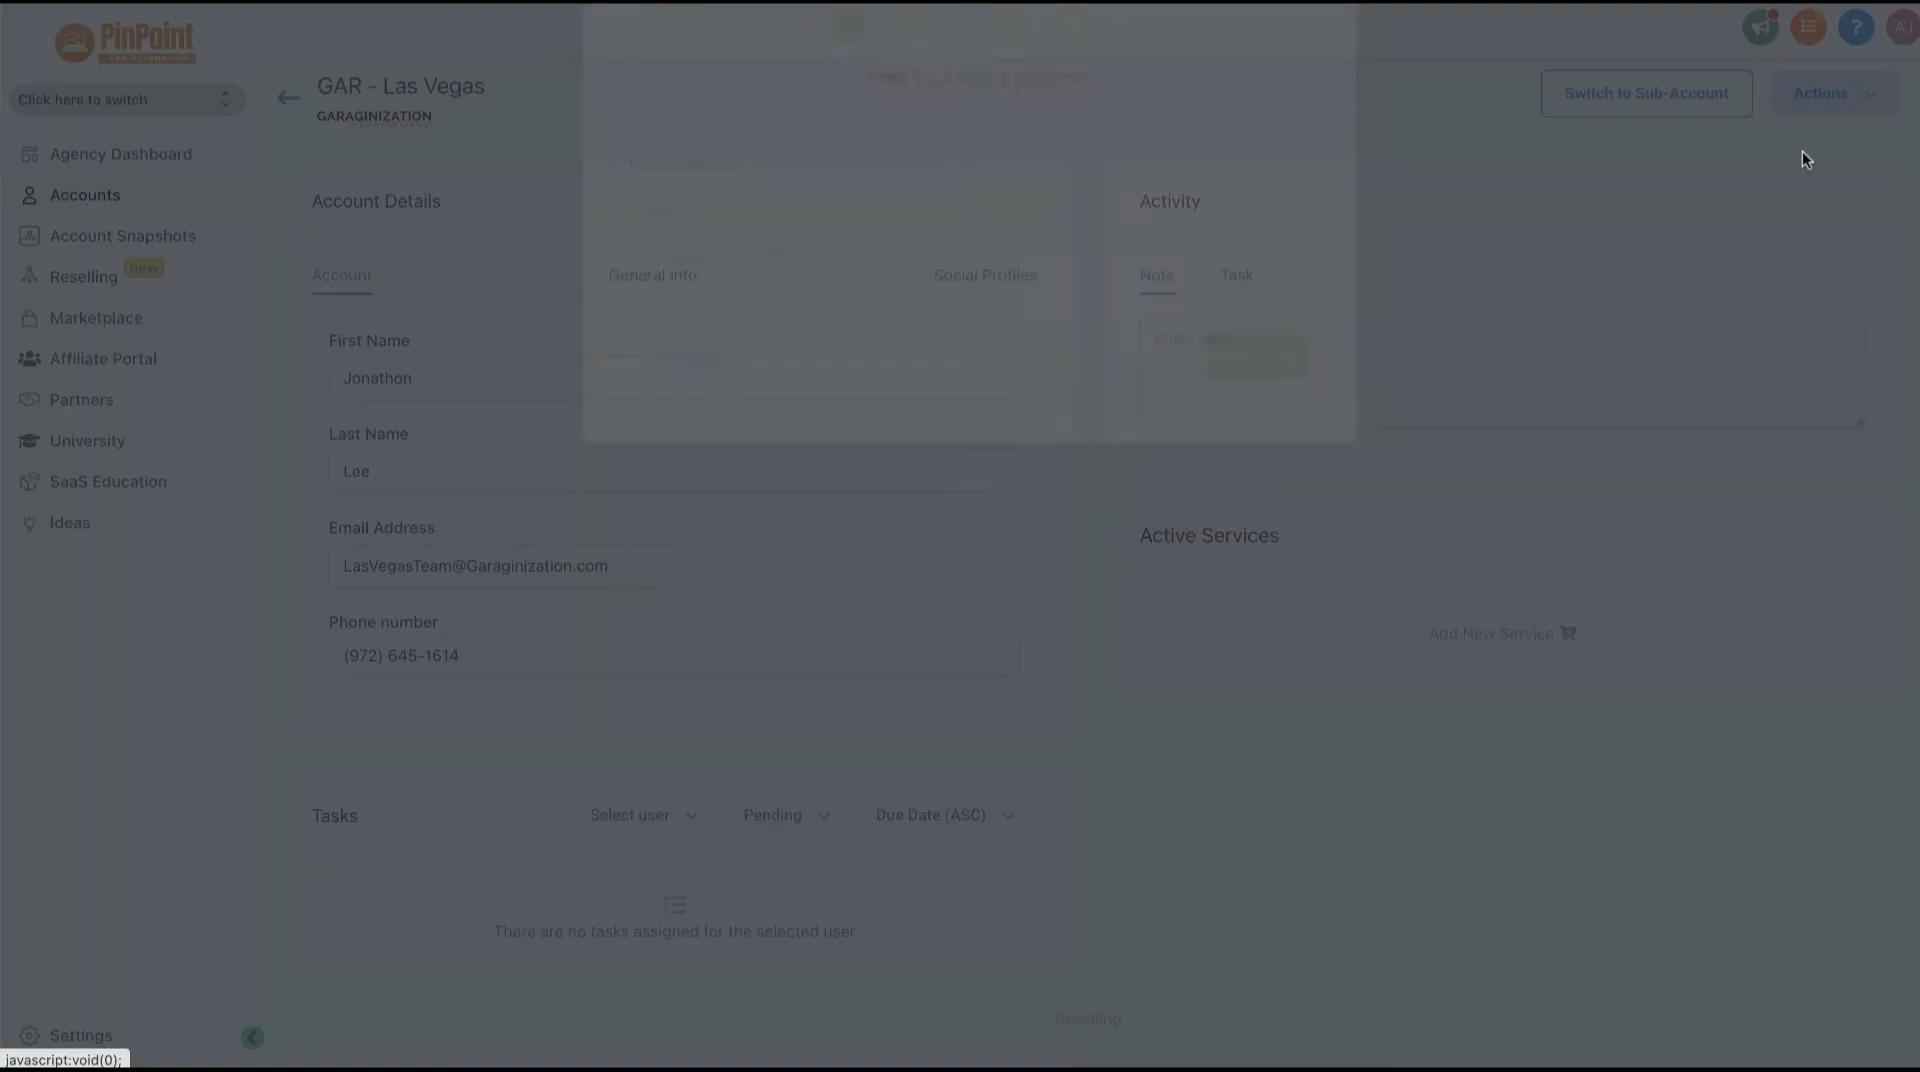 PinPoint
Click here to switch
GAR - Las Vegas
GARAGINIZATION
Switch to Sub-Account
Actions
?
AJ
Agency Dashboard
Accounts
Account Snapshots
Reselling new
Marketplace
Affiliate Portal
Partners
University
SaaS Education
Ideas
Settings
javascript:void(0);
Account Details
Account
General Info
Social Profiles
First Name
Jonathon
Last Name
Lee
Email Address
LasVegasTeam@Garaginization.com
Phone number
(972) 645-1614
Activity
Note
Task
Active Services
Add New Service
Tasks
Select user
Pending
Due Date (ASC)
There are no tasks assigned for the selected user
Reselling